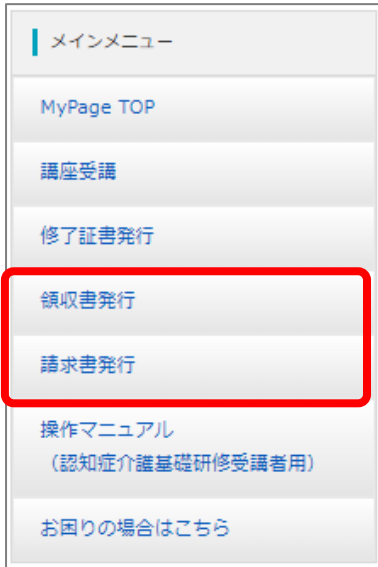 メインメニュー
MyPage TOP
講座受講
修了証書発行
領収書発行
請求書発行
操作マニュアル
（認知症介護基礎研修受講者用）
お困りの場合はこちら